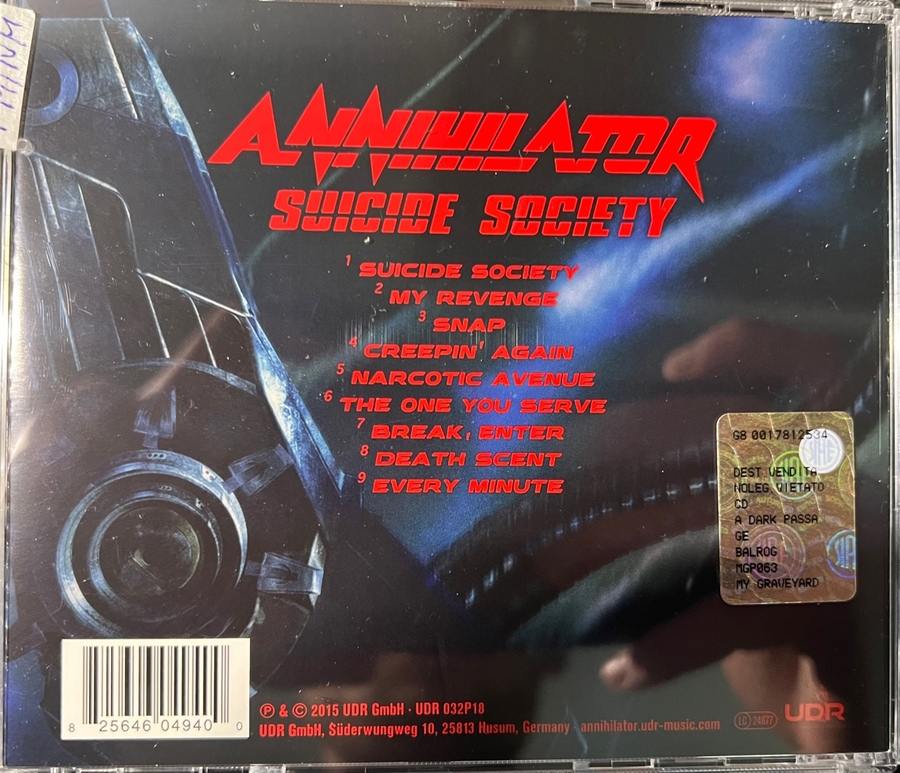 ANNIHILATOR
SUICIDE SOCIETY
1 SUICIDE SOCIETY
2 MY REVENGE
3 SNAP
4 CREEPIN' AGAIN
5 NARCOTIC AVENUE
6 THE ONE YOU SERVE
7 BREAK, ENTER
8 DEATH SCENT
9 EVERY MINUTE
G8 0017812534
DEST VENDITA
NOLEG VIETATO
CD
A DARK PASSA
GE
BALROG
MGP063
MY GRAVEYARD
8 25646 04940 0
℗ & © 2015 UDR GmbH · UDR 032P18
UDR GmbH, Süderwungweg 10, 25813 Husum, Germany · annihilator.udr-music.com
LC 24677
UDR